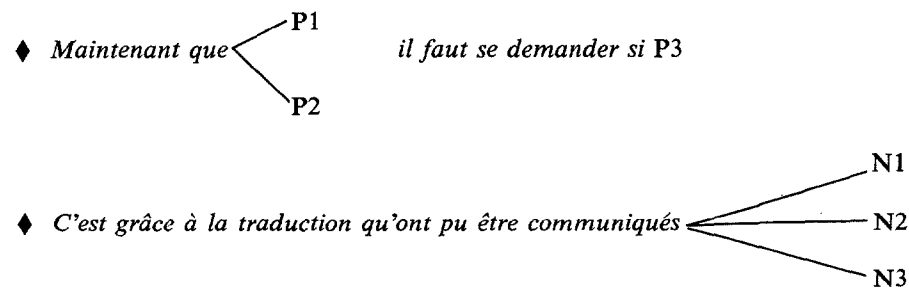 P1
♦ Maintenant que il faut se demander si P3
P2
N1
♦ C'est grâce à la traduction qu'ont pu être communiqués N2
N3